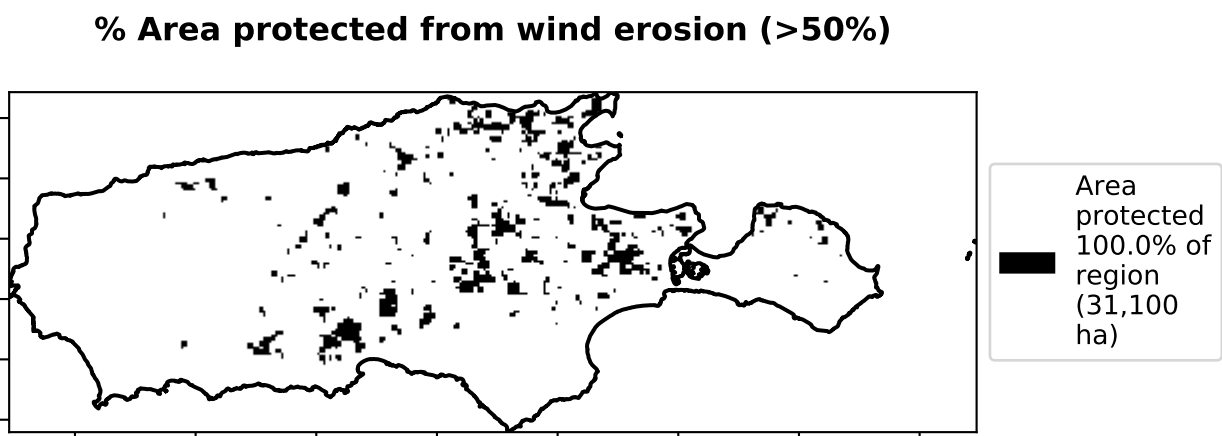 % Area protected from wind erosion (>50%)
Area
protected
100.0% of
region
(31,100
ha)